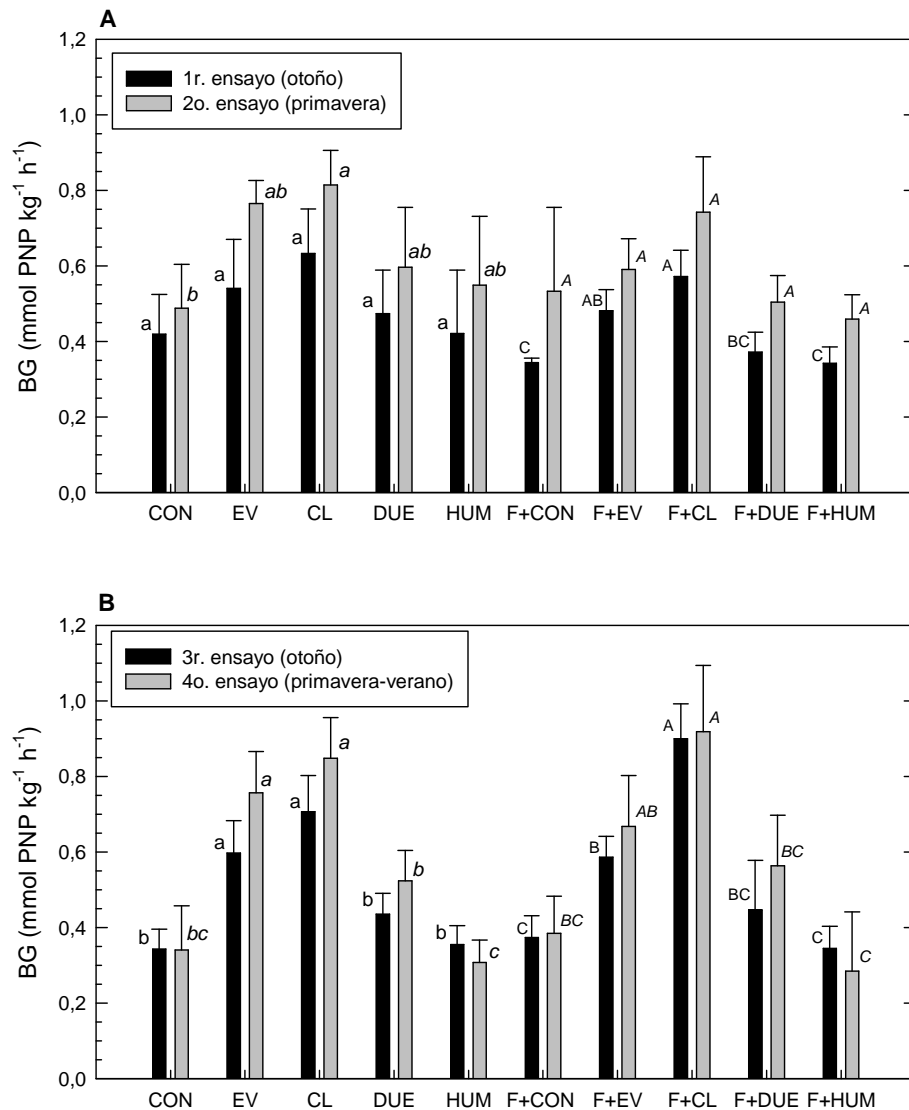 A
1,2
1,0
0,8
0,6
0,4
0,2
0,0
BG (mmol PNP kg⁻¹ h⁻¹)
1r. ensayo (otoño)
2o. ensayo (primavera)
a b a ab a a a ab a ab C A AB A A A BC A C A
CON EV CL DUE HUM F+CON F+EV F+CL F+DUE F+HUM
B
1,2
1,0
0,8
0,6
0,4
0,2
0,0
BG (mmol PNP kg⁻¹ h⁻¹)
3r. ensayo (otoño)
4o. ensayo (primavera-verano)
b bc a a a a b b b c C BC B AB A A BC BC C C
CON EV CL DUE HUM F+CON F+EV F+CL F+DUE F+HUM